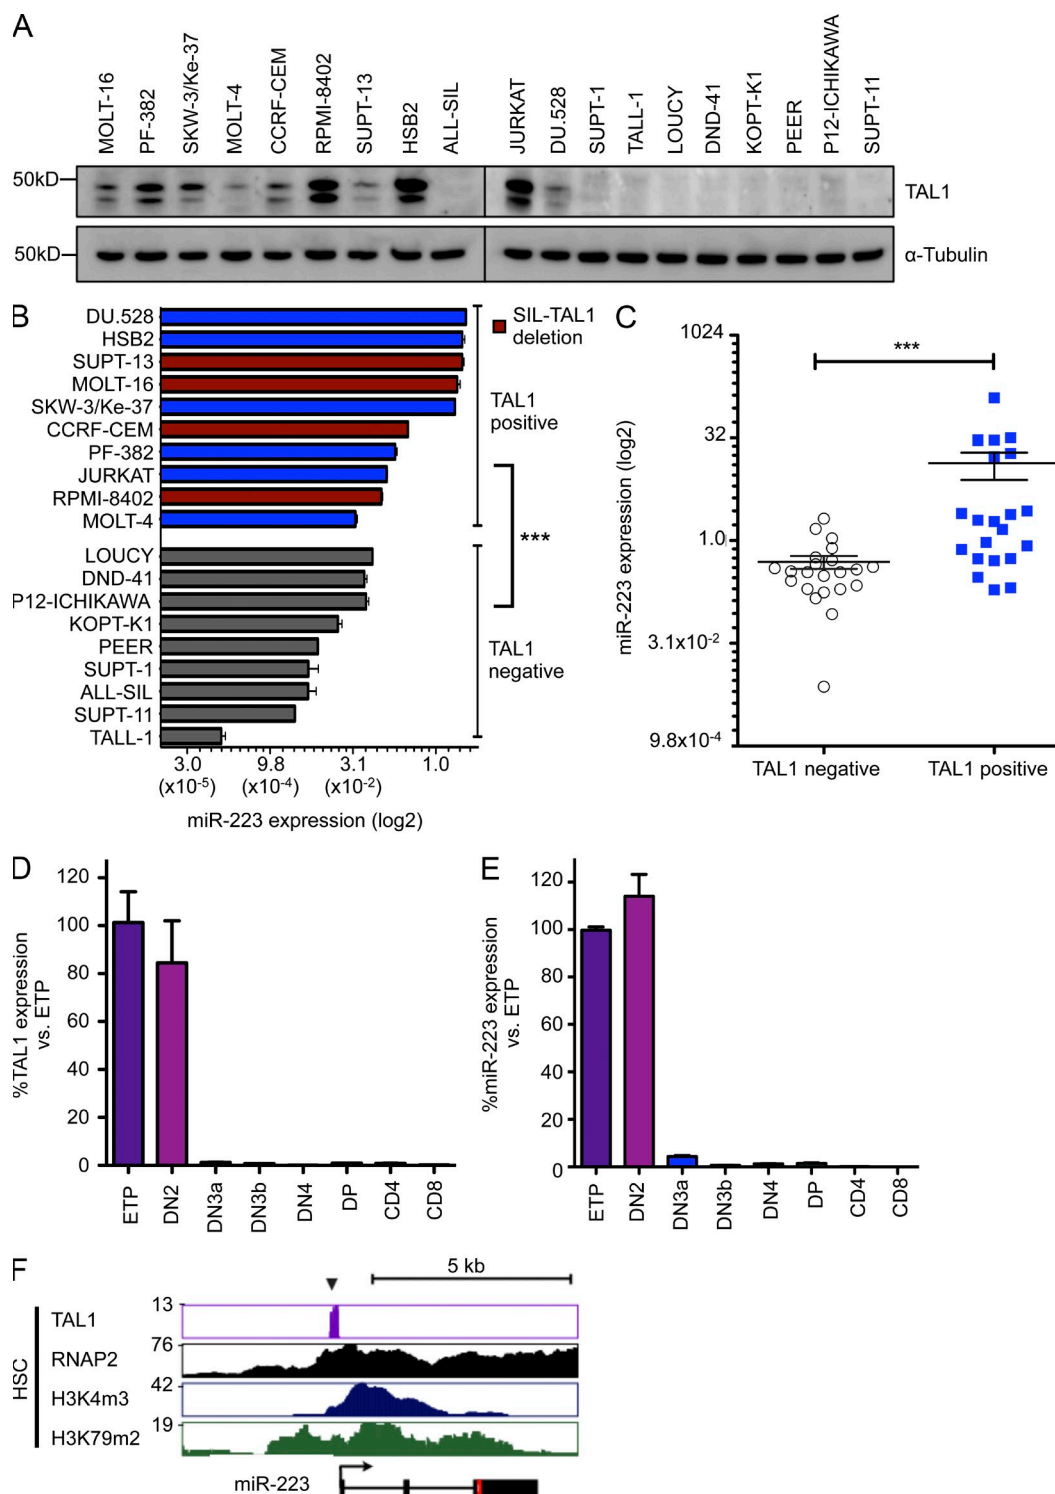 A
MOLT-16
PF-382
SKW-3/Ke-37
MOLT-4
CCRF-CEM
RPMI-8402
SUPT-13
HSB2
ALL-SIL
JURKAT
DU.528
SUPT-1
TALL-1
LOUCY
DND-41
KOPT-K1
PEER
P12-ICHIKAWA
SUPT-11
50kD
TAL1
50kD
α-Tubulin
B
DU.528
HSB2
SUPT-13
MOLT-16
SKW-3/Ke-37
CCRF-CEM
PF-382
JURKAT
RPMI-8402
MOLT-4
LOUCY
DND-41
P12-ICHIKAWA
KOPT-K1
PEER
SUPT-1
ALL-SIL
SUPT-11
TALL-1
SIL-TAL1
deletion
TAL1
positive
***
TAL1
negative
3.0 9.8 3.1 1.0
(x10-5) (x10-4) (x10-2)
miR-223 expression (log2)
C
1024
32
1.0
3.1x10-2
9.8x10-4
miR-223 expression (log2)
***
TAL1 negative TAL1 positive
D
120
100
80
60
40
20
0
%TAL1 expression
vs. ETP
ETP
DN2
DN3a
DN3b
DN4
DP
CD4
CD8
E
120
100
80
60
40
20
0
%miR-223 expression
vs. ETP
ETP
DN2
DN3a
DN3b
DN4
DP
CD4
CD8
F
5 kb
HSC
TAL1 13
RNAP2 76
H3K4m3 42
H3K79m2 19
miR-223